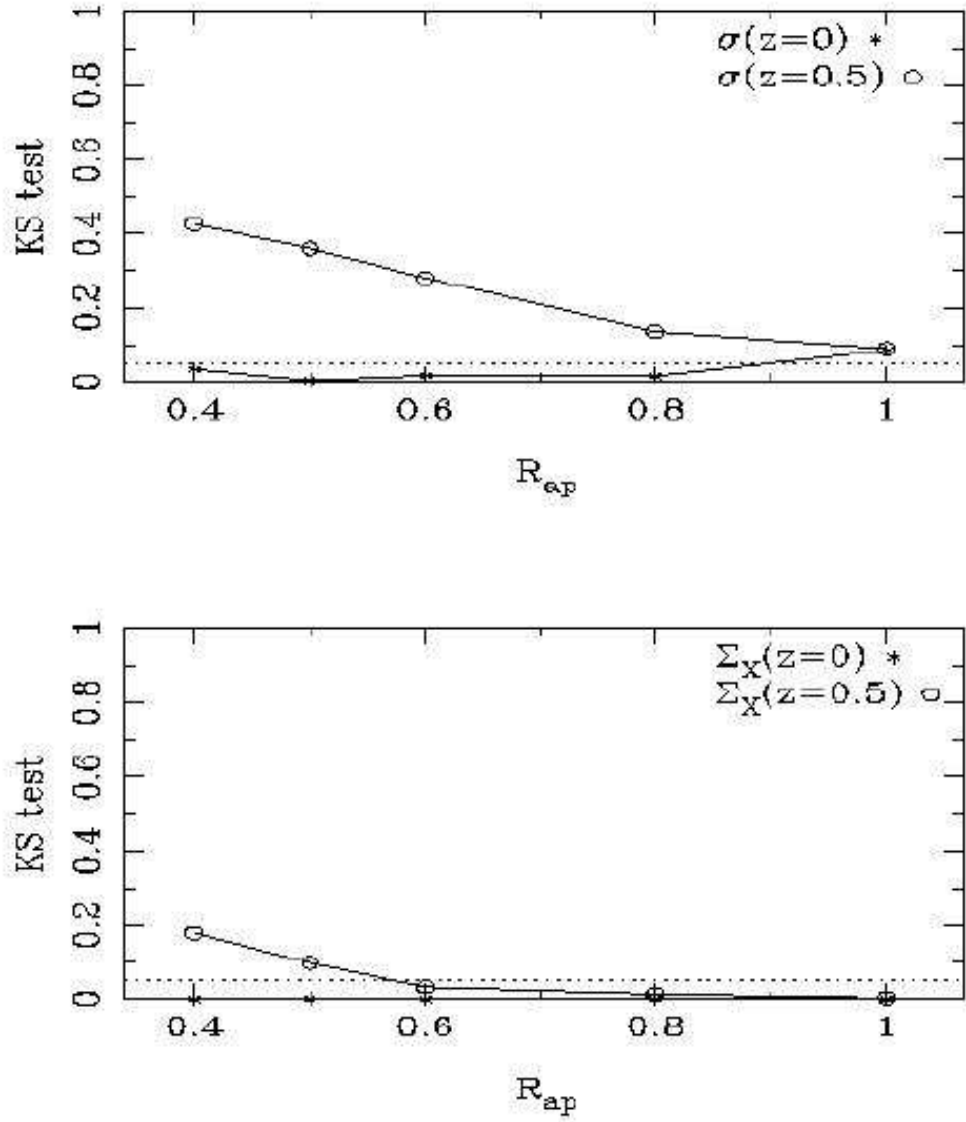 σ(z=0) *
σ(z=0.5) ○
KS test
0 0.2 0.4 0.6 0.8 1
0.4 0.6 0.8 1
R_ap
Σ_X(z=0) *
Σ_X(z=0.5) ○
KS test
0 0.2 0.4 0.6 0.8 1
0.4 0.6 0.8 1
R_ap